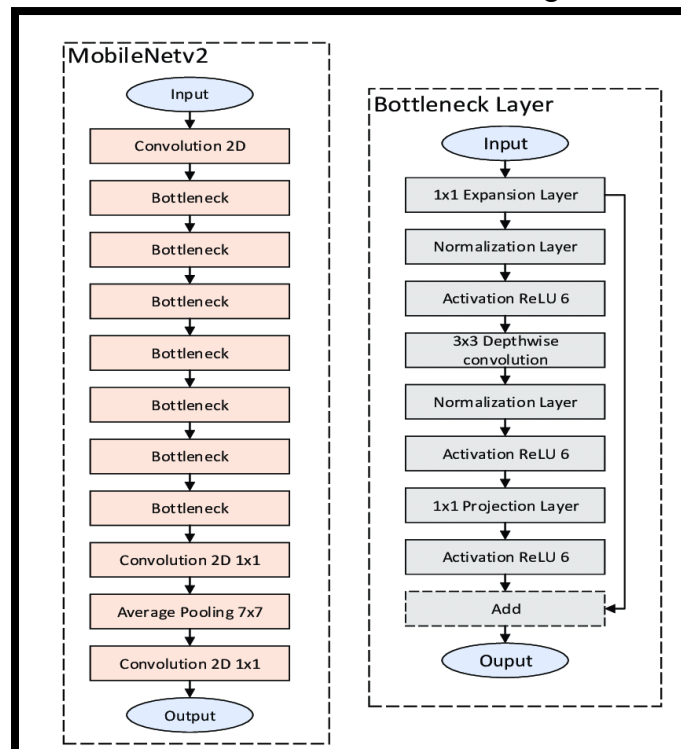 MobileNetv2
Input
Convolution 2D
Bottleneck
Bottleneck
Bottleneck
Bottleneck
Bottleneck
Bottleneck
Bottleneck
Convolution 2D 1x1
Average Pooling 7x7
Convolution 2D 1x1
Output
Bottleneck Layer
Input
1x1 Expansion Layer
Normalization Layer
Activation ReLU 6
3x3 Depthwise
convolution
Normalization Layer
Activation ReLU 6
1x1 Projection Layer
Activation ReLU 6
Add
Ouput